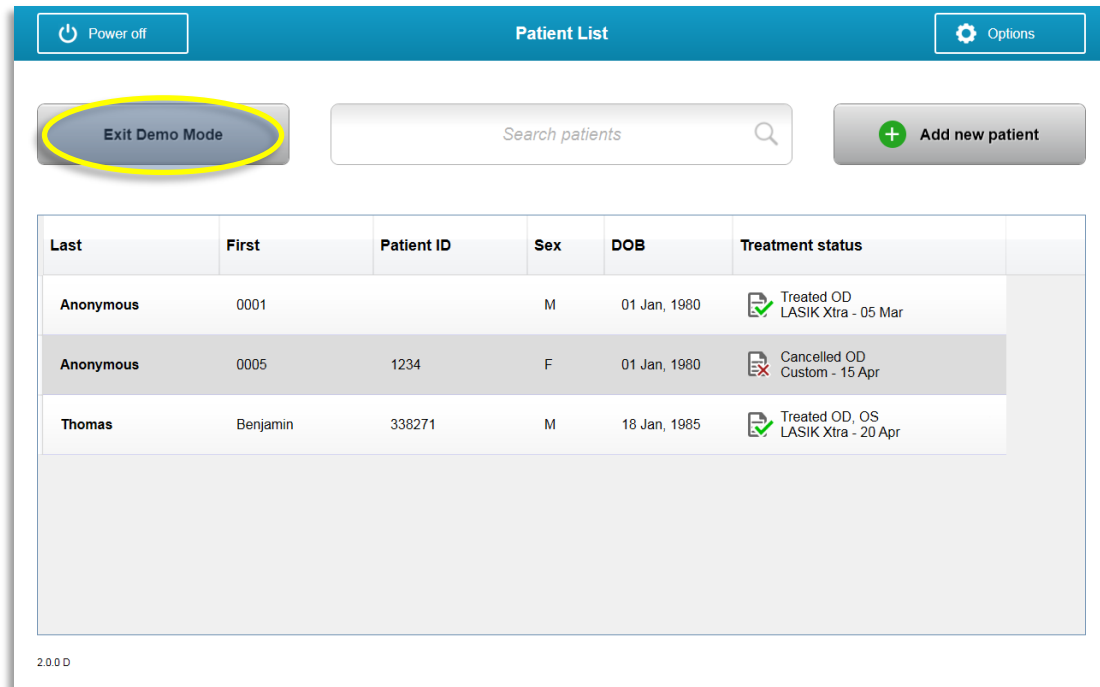 Power off
Patient List
Options
Exit Demo Mode
Search patients
Add new patient
Last First Patient ID Sex DOB Treatment status
Anonymous 0001 M 01 Jan, 1980 Treated OD
LASIK Xtra - 05 Mar
Anonymous 0005 1234 F 01 Jan, 1980 Cancelled OD
Custom - 15 Apr
Thomas Benjamin 338271 M 18 Jan, 1985 Treated OD, OS
LASIK Xtra - 20 Apr
2.0.0 D